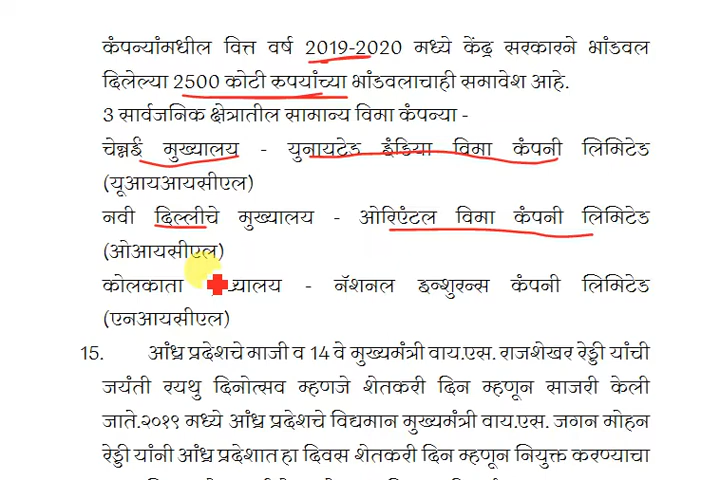 कंपन्यांमधील वित्त वर्ष 2019-2020 मध्ये केंद्र सरकारने भांडवल
दिलेल्या 2500 कोटी रुपयांच्या भांडवलाचाही समावेश आहे.
3 सार्वजनिक क्षेत्रातील सामान्य विमा कंपन्या -
चेन्नई मुख्यालय - युनायटेड इंडिया विमा कंपनी लिमिटेड
(यूआयआयसीएल)
नवी दिल्लीचे मुख्यालय - ओरिएंटल विमा कंपनी लिमिटेड
(ओआयसीएल)
कोलकाता - नॅशनल इन्शुरन्स कंपनी लिमिटेड
(एनआयसीएल)
15. आंध्र प्रदेशचे माजी व 14 वे मुख्यमंत्री वाय.एस. राजशेखर रेड्डी यांची
जयंती रयथु दिनोत्सव म्हणजे शेतकरी दिन म्हणून साजरी केली
जाते.२०१९ मध्ये आंध्र प्रदेशचे विद्यमान मुख्यमंत्री वाय.एस. जगन मोहन
रेड्डी यांनी आंध्र प्रदेशात हा दिवस शेतकरी दिन म्हणून नियुक्त करण्याचा